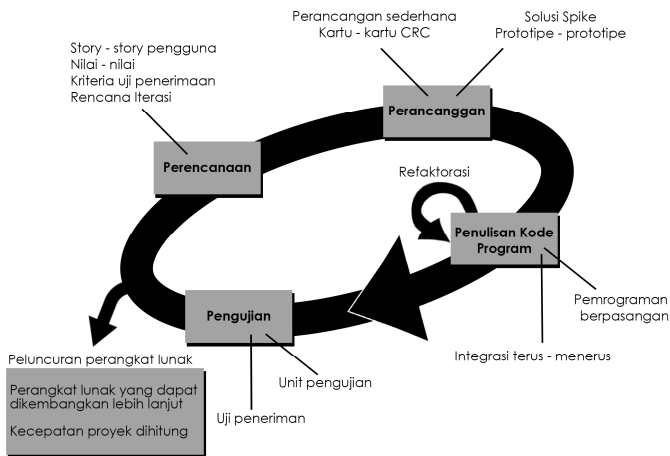 Perancangan sederhana
Kartu - kartu CRC
Solusi Spike
Prototipe - prototipe
Story - story pengguna
Nilai - nilai
Kriteria uji penerimaan
Rencana Iterasi
Perancanggan
Perencanaan
Refaktorasi
Penulisan Kode
Program
Pemrograman
berpasangan
Integrasi terus - menerus
Pengujian
Unit pengujian
Uji peneriman
Peluncuran perangkat lunak
Perangkat lunak yang dapat
dikembangkan lebih lanjut
Kecepatan proyek dihitung